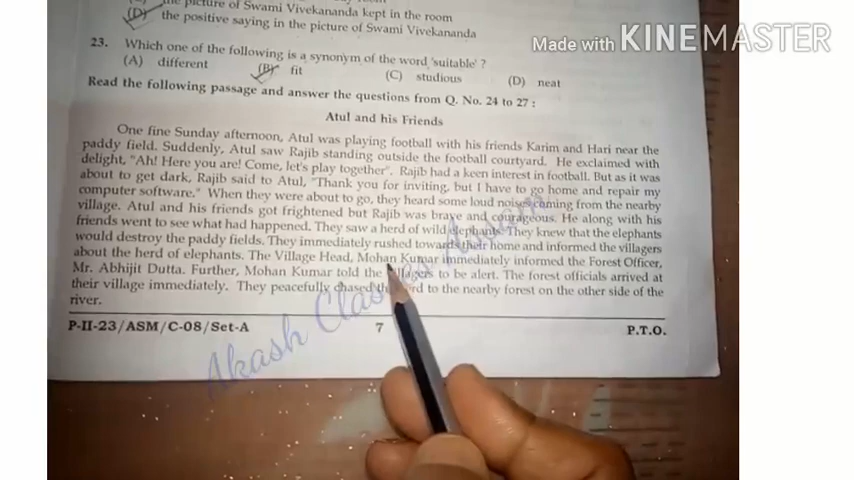 the picture of Swami Vivekananda kept in the room
(D) the positive saying in the picture of Swami Vivekananda
Made with KINEMASTER
23. Which one of the following is a synonym of the word 'suitable' ?
(A) different (B) fit (C) studious (D) neat
Read the following passage and answer the questions from Q. No. 24 to 27 :
Atul and his Friends
One fine Sunday afternoon, Atul was playing football with his friends Karim and Hari near the
paddy field. Suddenly, Atul saw Rajib standing outside the football courtyard. He exclaimed with
delight, "Ah! Here you are! Come, let's play together". Rajib had a keen interest in football. But as it was
about to get dark, Rajib said to Atul, "Thank you for inviting, but I have to go home and repair my
computer software." When they were about to go, they heard some loud noises coming from the nearby
village. Atul and his friends got frightened but Rajib was brave and courageous. He along with his
friends went to see what had happened. They saw a herd of wild elephants. They knew that the elephants
would destroy the paddy fields. They immediately rushed towards their home and informed the villagers
about the herd of elephants. The Village Head, Mohan Kumar immediately informed the Forest Officer,
Mr. Abhijit Dutta. Further, Mohan Kumar told the villagers to be alert. The forest officials arrived at
their village immediately. They peacefully chased the herd to the nearby forest on the other side of the
river.
P-II-23/ASM/C-08/Set-A 7 P.T.O.
Akash Classes